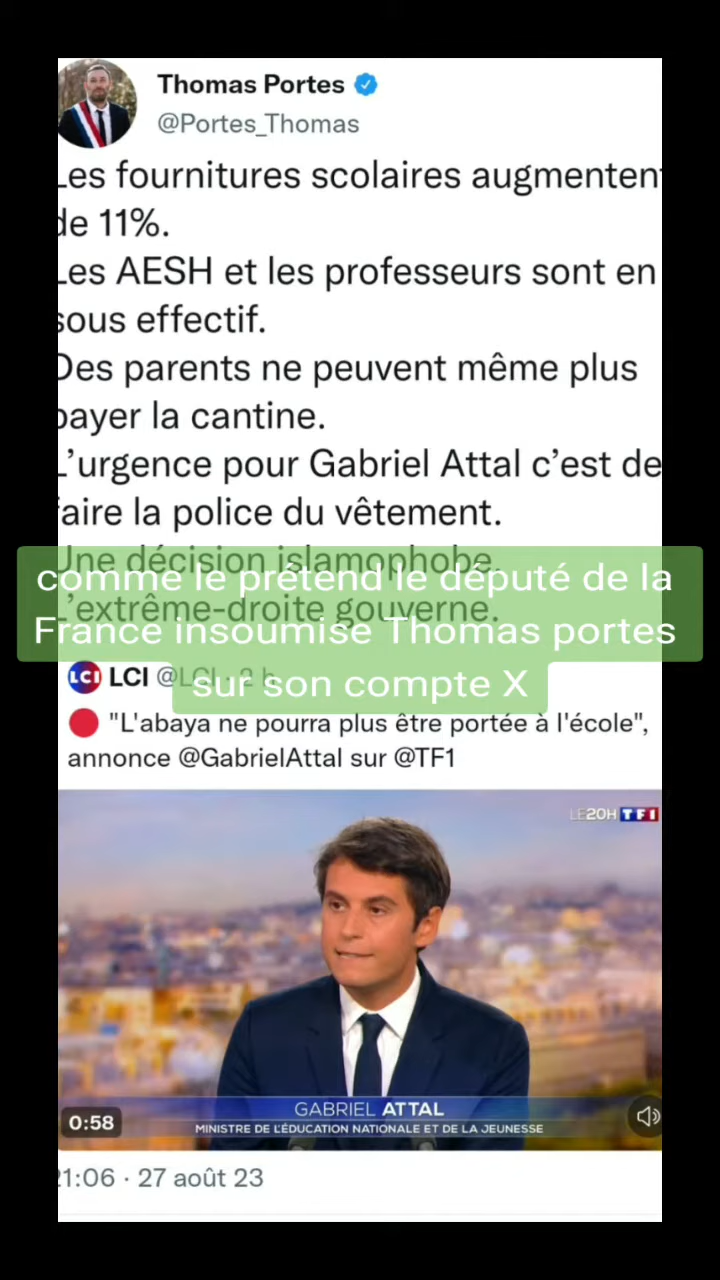 Thomas Portes
@Portes_Thomas
Les fournitures scolaires augmentent
de 11%.
Les AESH et les professeurs sont en
sous effectif.
Des parents ne peuvent même plus
payer la cantine.
L’urgence pour Gabriel Attal c’est de
faire la police du vêtement.
Une décision islamophobe.
L’extrême-droite gouverne.
comme le prétend le député de la
France insoumise Thomas portes
sur son compte X
LCI LCI @LCI · 2 h
"L'abaya ne pourra plus être portée à l'école",
annonce @GabrielAttal sur @TF1
LE20H TF1
GABRIEL ATTAL
MINISTRE DE L'ÉDUCATION NATIONALE ET DE LA JEUNESSE
0:58
21:06 · 27 août 23